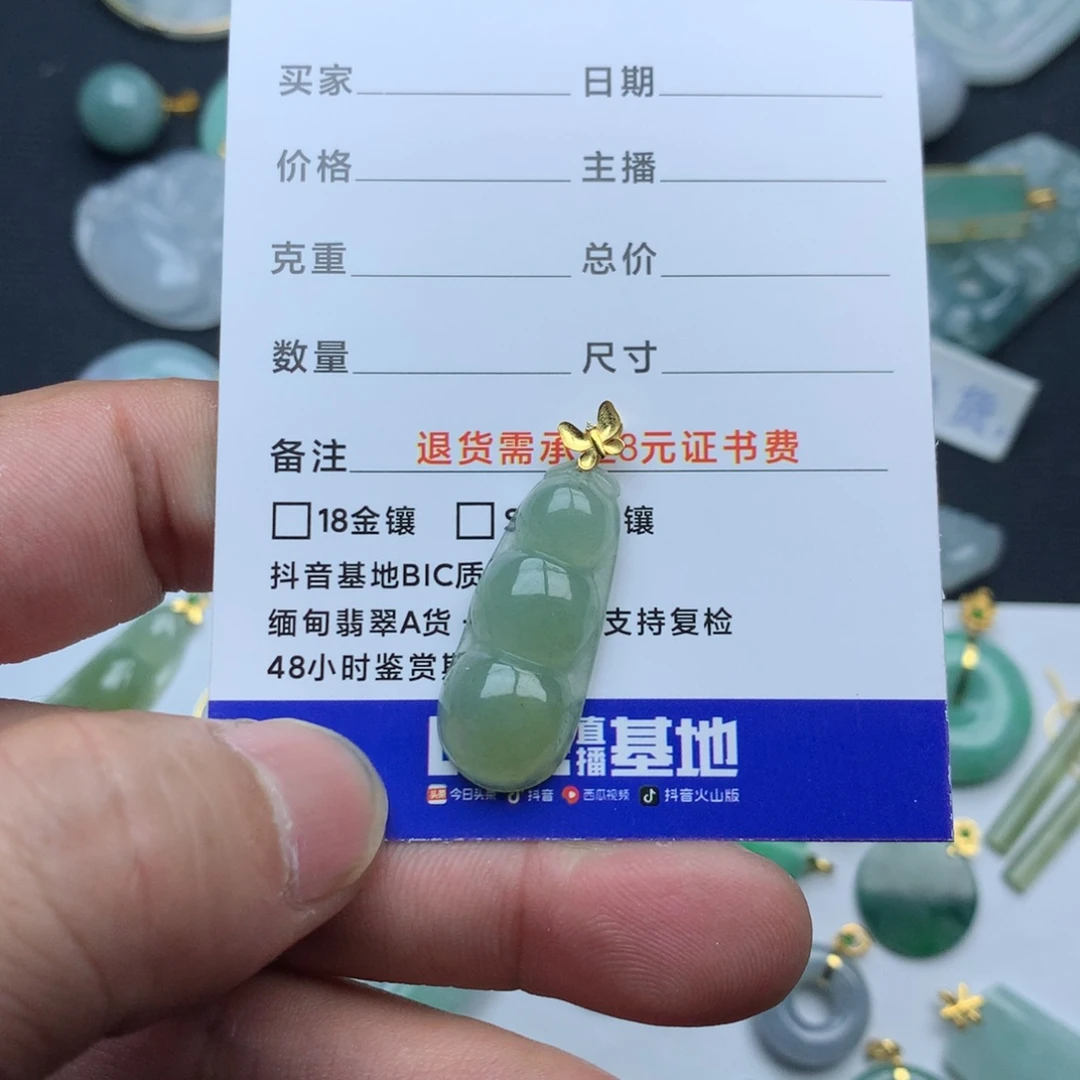 买家 日期
价格 主播
克重 总价
数量 尺寸
备注 退货需承 8元证书费
18金镶 S 镶
抖音基地BIC质
缅甸翡翠A货 支持复检
48小时鉴赏期
直播基地
今日头条 抖音 西瓜视频 抖音火山版